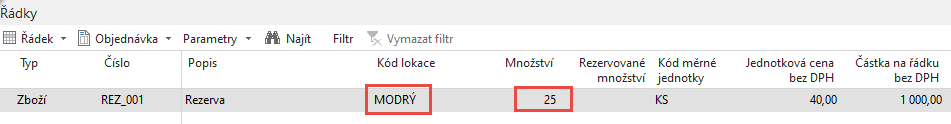 Řádky
Řádek Objednávka Parametry Najít Filtr Vymazat filtr
Typ Číslo Popis Kód lokace Množství Rezervované množství Kód měrné jednotky Jednotková cena bez DPH Částka na řádku bez DPH
Zboží REZ_001 Rezerva MODRÝ 25 KS 40,00 1 000,00